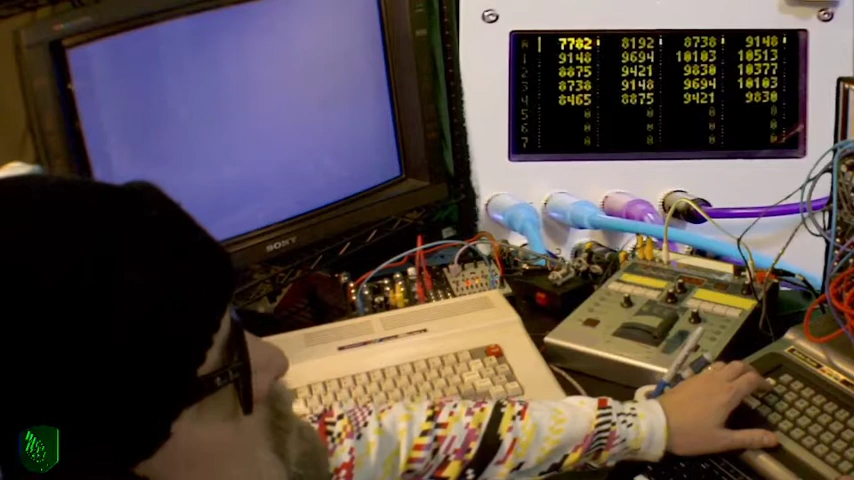 A 7782 8192 8738 9148
1 9148 9694 10103 10513
2 8875 9421 9830 10377
3 8738 9148 9694 10103
4 8465 8875 9421 9830
5 0 0 0 0
6 0 0 0 0
7 0 0 0 0
SONY